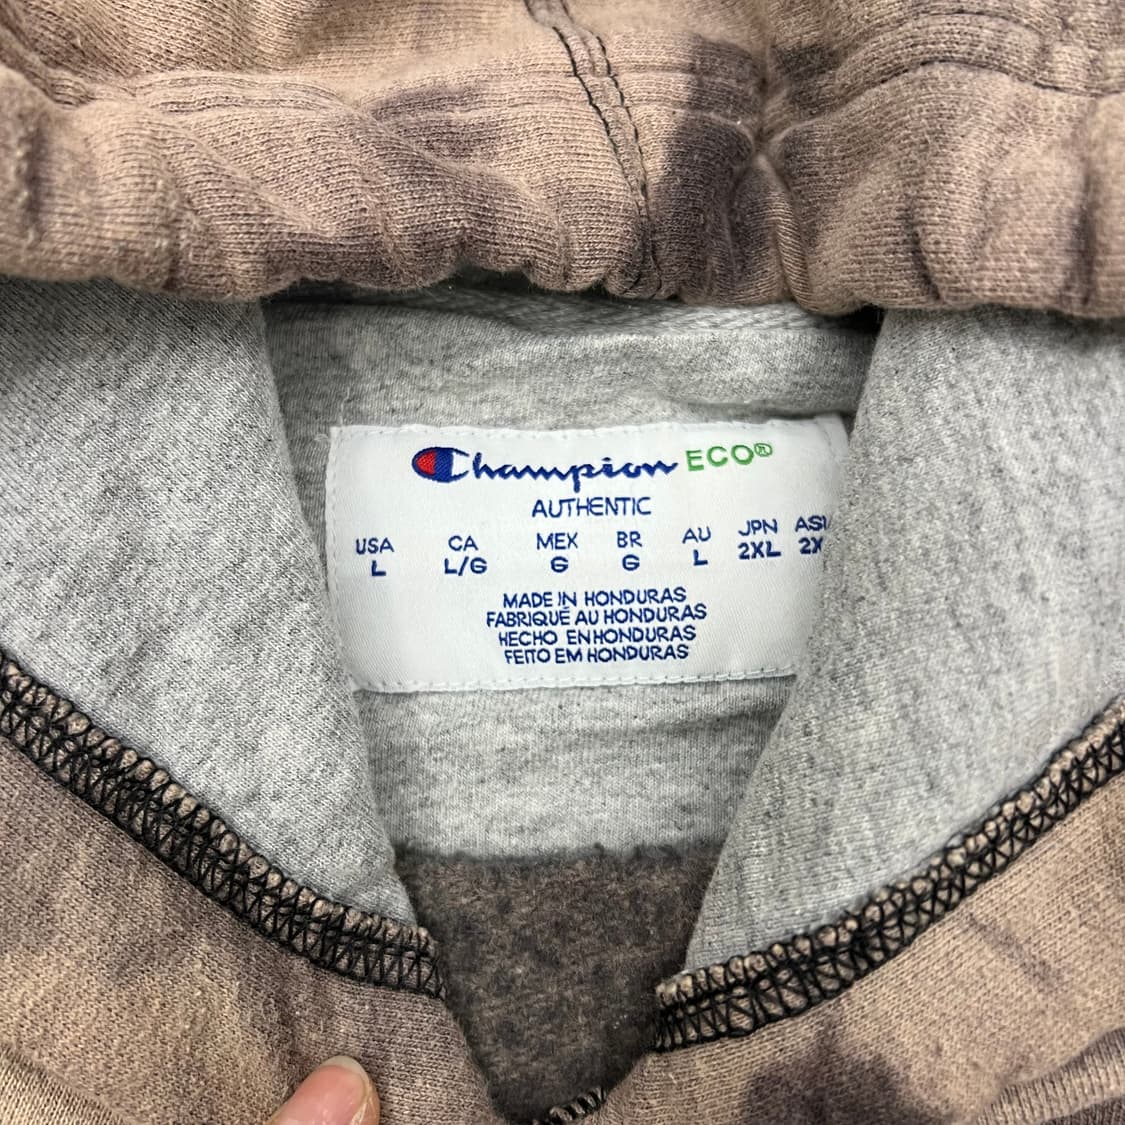 Champion ECO®
AUTHENTIC
USA CA MEX BR AU JPN
L L/G G G L 2XL 2X
MADE IN HONDURAS
FABRIQUÉ AU HONDURAS
HECHO EN HONDURAS
FEITO EM HONDURAS